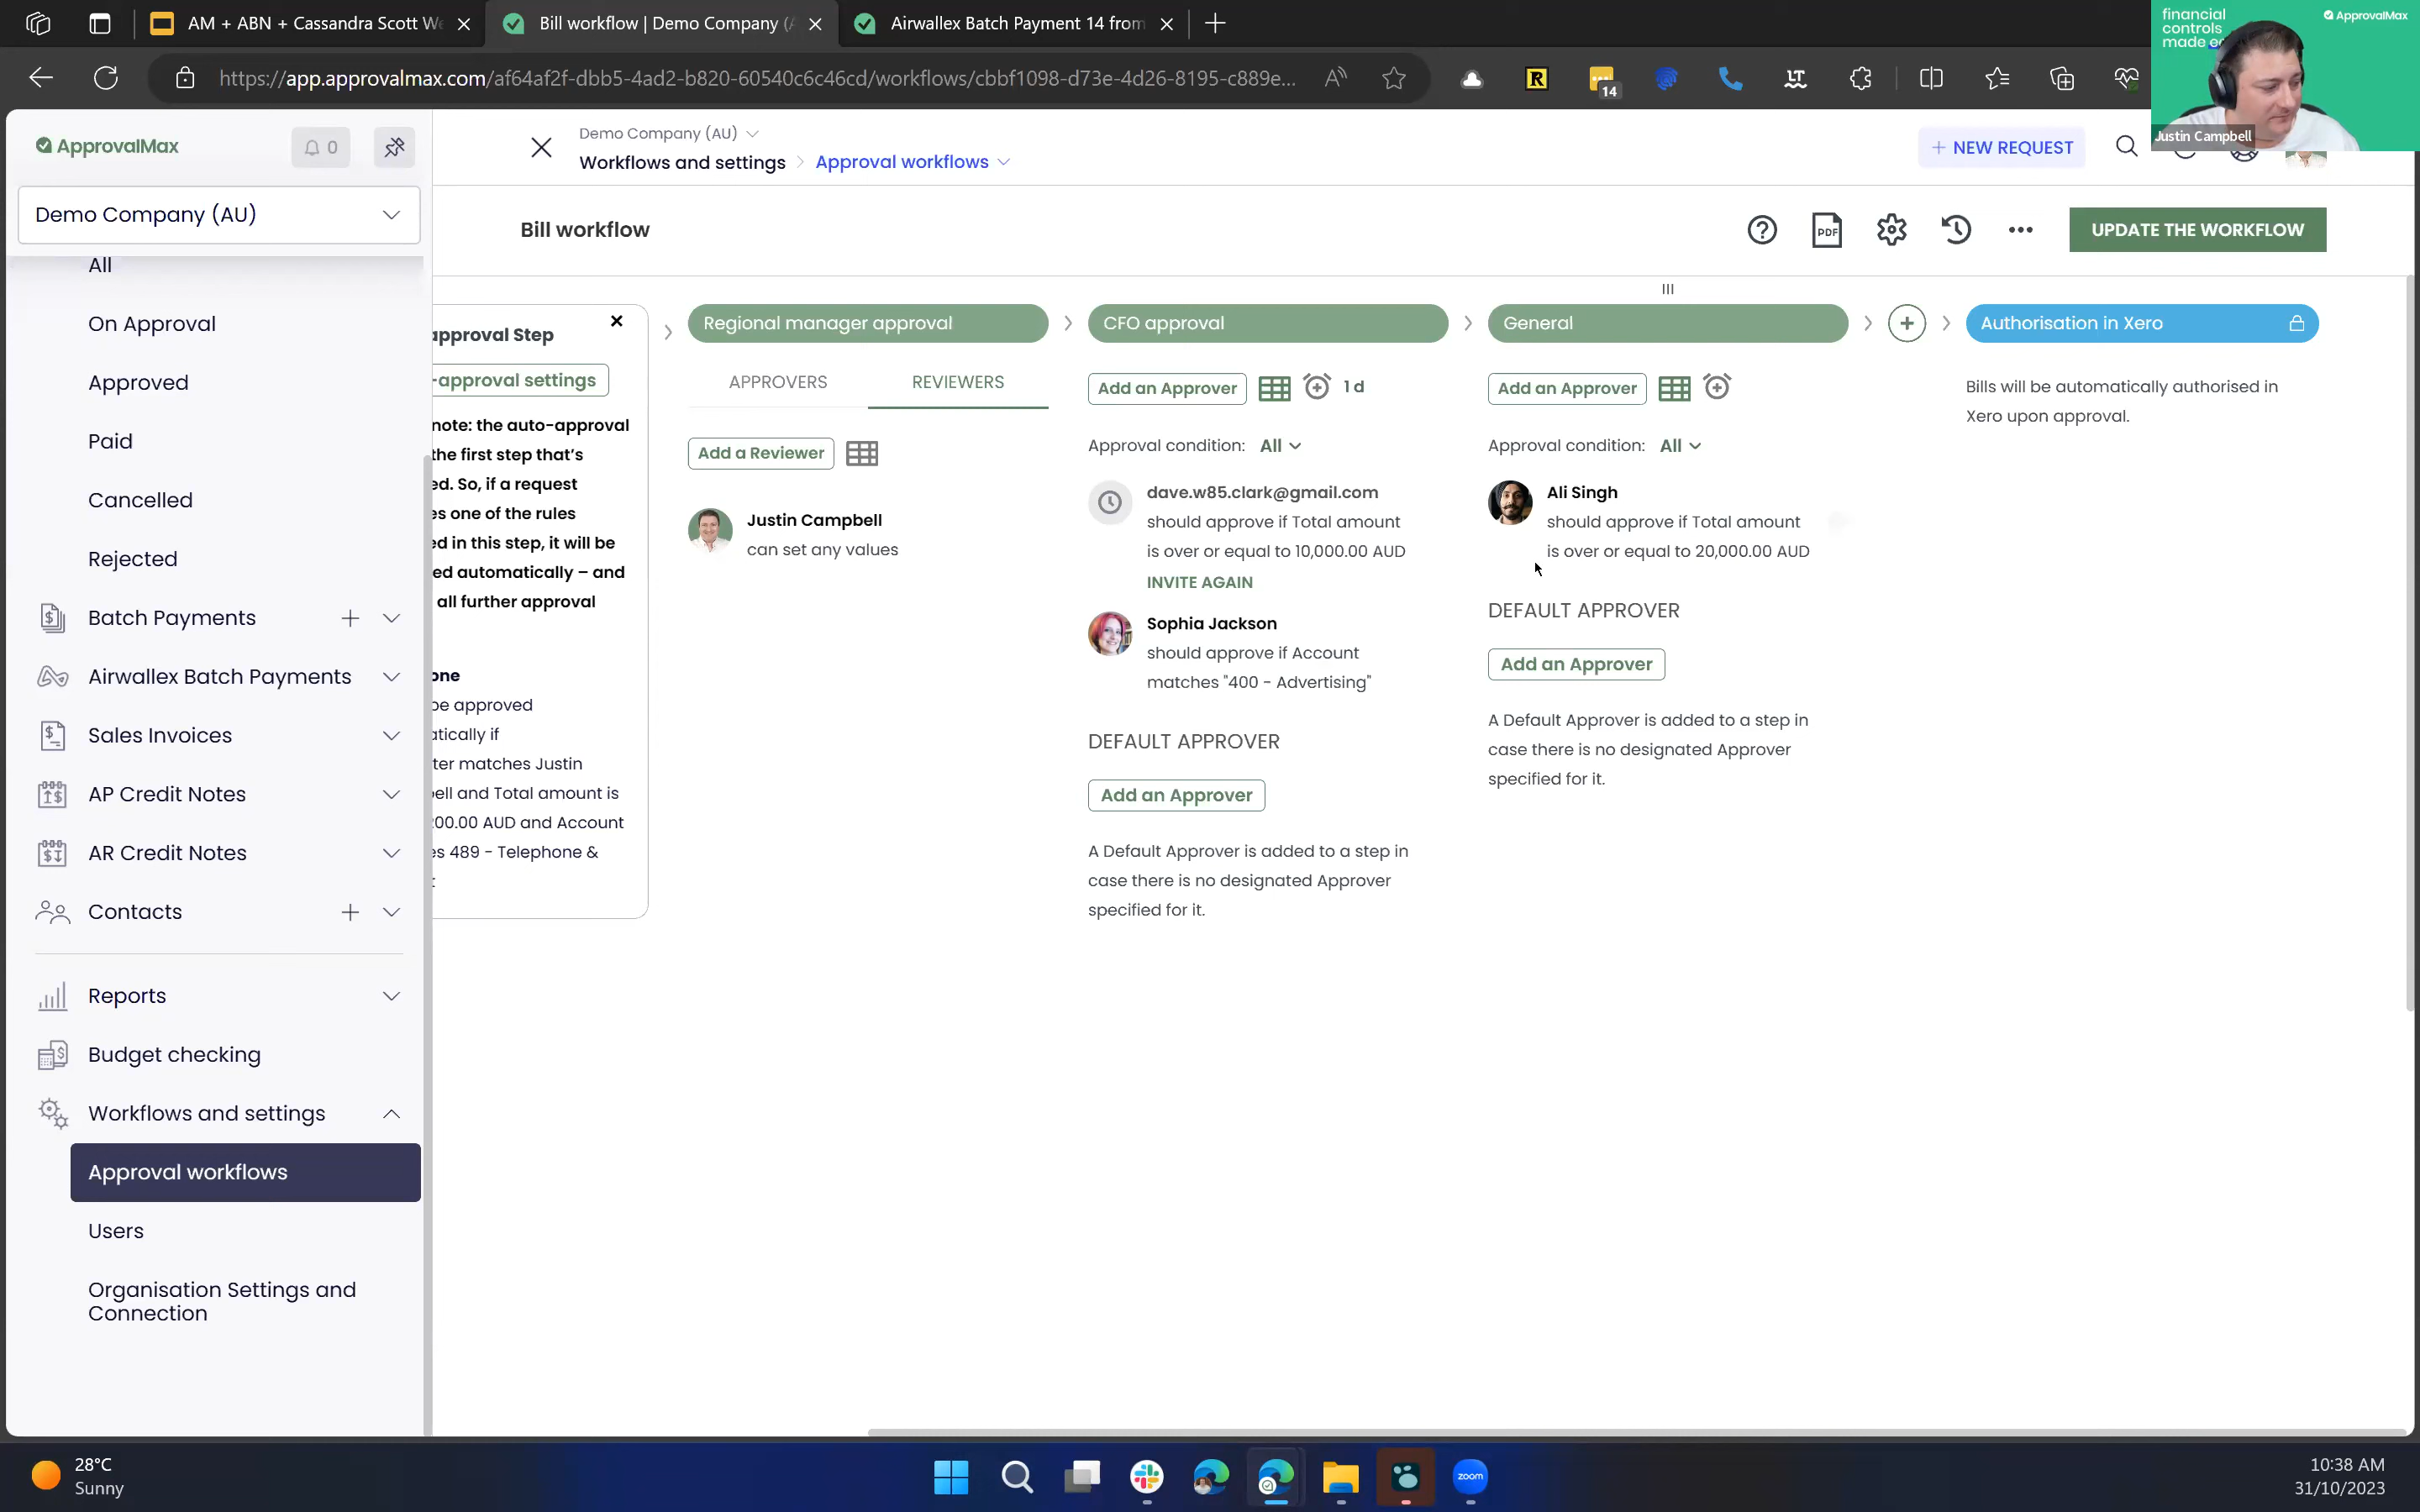 AM + ABN + Cassandra Scott We
Bill workflow | Demo Company (A
Airwallex Batch Payment 14 from
https://app.approvalmax.com/af64af2f-dbb5-4ad2-b820-60540c6c46cd/workflows/cbbf1098-d73e-4d26-8195-c889e...
14
financial
controls
made
ApprovalMax
Justin Campbell
ApprovalMax
0
Demo Company (AU)
All
On Approval
Approved
Paid
Cancelled
Rejected
Batch Payments
Airwallex Batch Payments
Sales Invoices
AP Credit Notes
AR Credit Notes
Contacts
Reports
Budget checking
Workflows and settings
Approval workflows
Users
Organisation Settings and
Connection
Demo Company (AU)
Workflows and settings > Approval workflows
+ NEW REQUEST
Bill workflow
PDF
UPDATE THE WORKFLOW
approval Step
-approval settings
note: the auto-approval
the first step that's
ed. So, if a request
es one of the rules
ed in this step, it will be
ed automatically – and
all further approval
one
be approved
atically if
ter matches Justin
ell and Total amount is
00.00 AUD and Account
es 489 - Telephone &
Regional manager approval
APPROVERS
REVIEWERS
Add a Reviewer
Justin Campbell
can set any values
CFO approval
Add an Approver
1 d
Approval condition: All
dave.w85.clark@gmail.com
should approve if Total amount
is over or equal to 10,000.00 AUD
INVITE AGAIN
Sophia Jackson
should approve if Account
matches "400 - Advertising"
DEFAULT APPROVER
Add an Approver
A Default Approver is added to a step in
case there is no designated Approver
specified for it.
General
Add an Approver
Approval condition: All
Ali Singh
should approve if Total amount
is over or equal to 20,000.00 AUD
DEFAULT APPROVER
Add an Approver
A Default Approver is added to a step in
case there is no designated Approver
specified for it.
Authorisation in Xero
Bills will be automatically authorised in
Xero upon approval.
28°C
Sunny
zoom
10:38 AM
31/10/2023